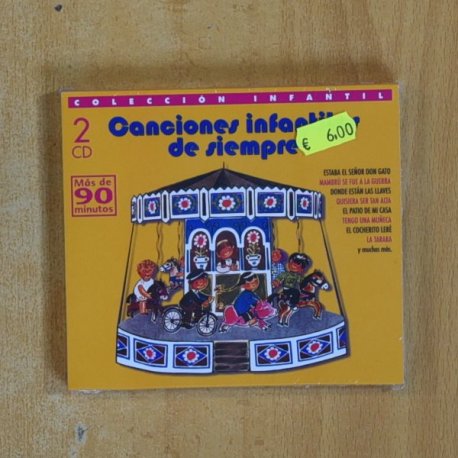 COLECCIÓN INFANTIL
2 CD
Canciones infantiles
de siempre
€ 6,00
Más de
90
minutos
ESTABA EL SEÑOR DON GATO
MAMBRÚ SE FUE A LA GUERRA
DONDE ESTÁN LAS LLAVES
QUISIERA SER TAN ALTA
EL PATIO DE MI CASA
TENGO UNA MUÑECA
EL COCHERITO LERÉ
LA TARARA
y muchas más.